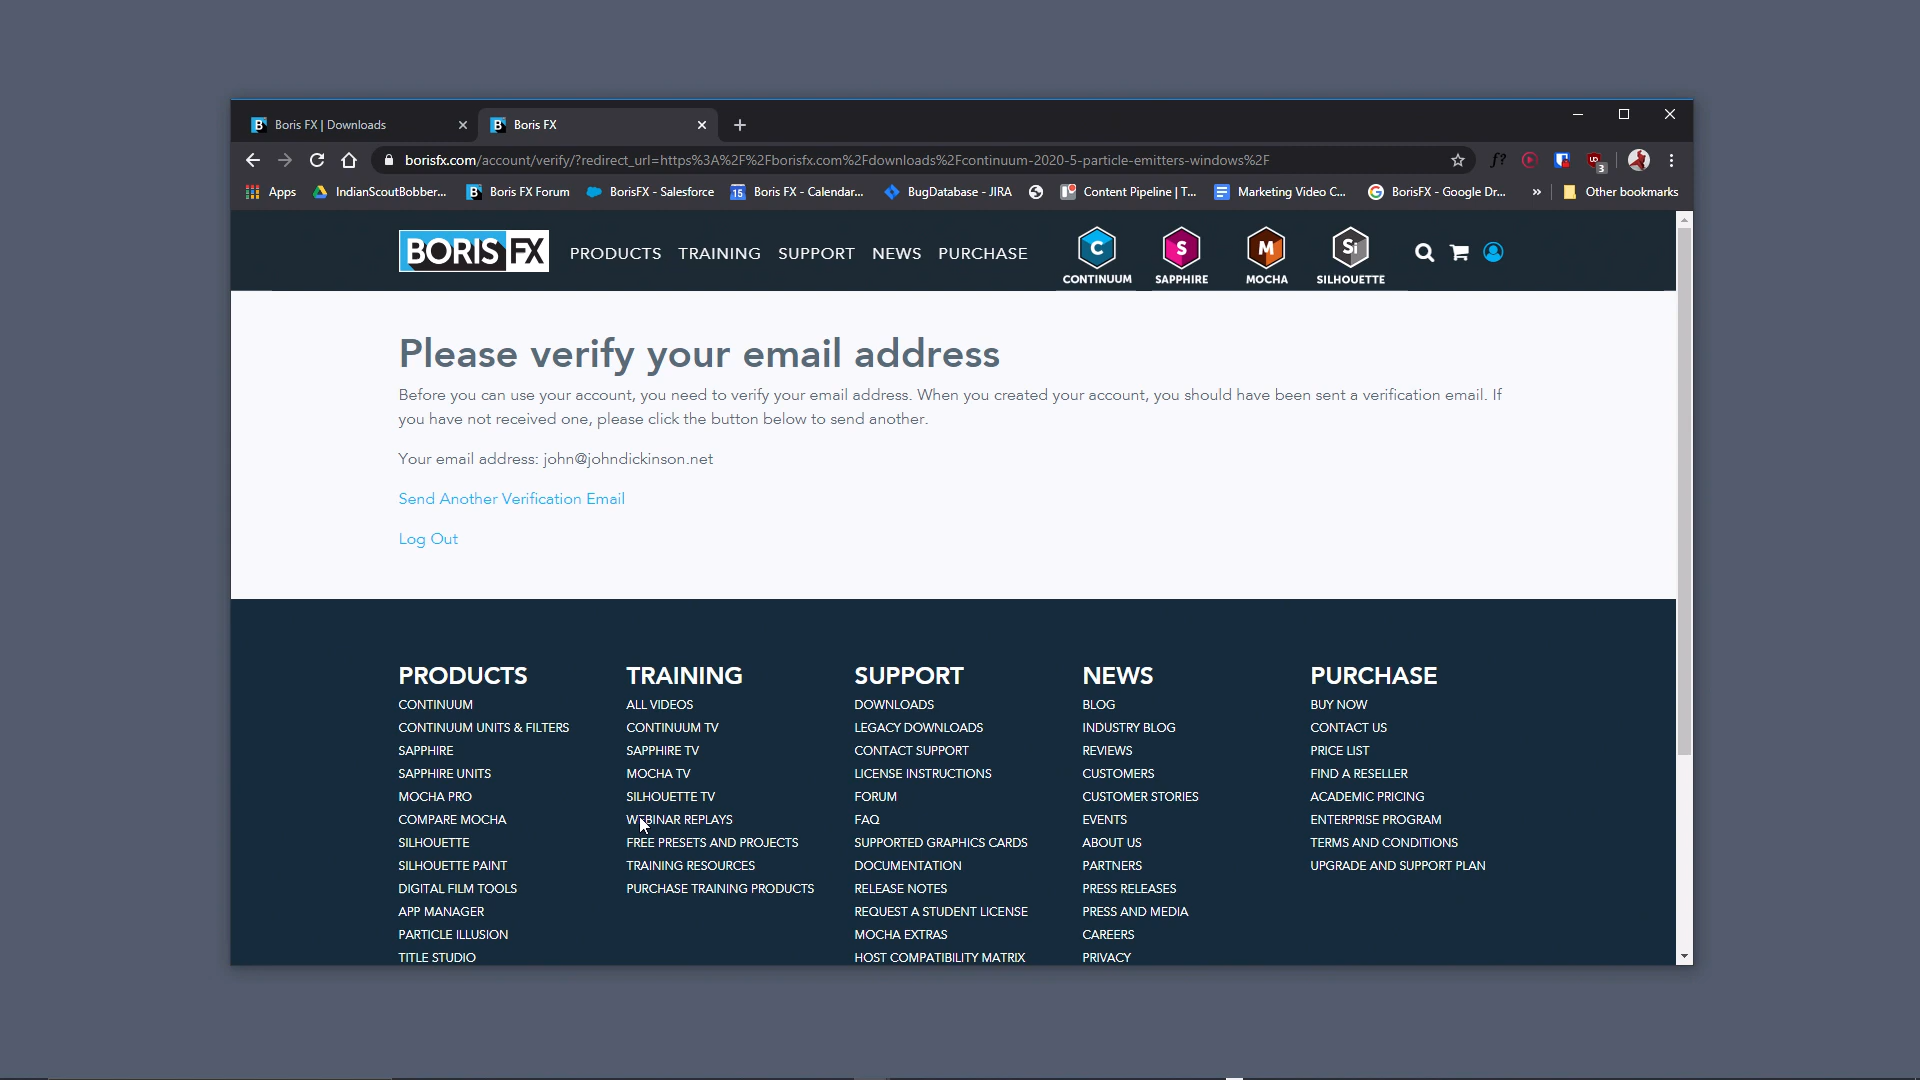 Boris FX | Downloads
Boris FX
borisfx.com/account/verify/?redirect_url=https%3A%2F%2Fborisfx.com%2Fdownloads%2Fcontinuum-2020-5-particle-emitters-windows%2F
f?
UO
3
Apps
IndianScoutBobber...
Boris FX Forum
BorisFX - Salesforce
15
Boris FX - Calendar...
BugDatabase - JIRA
Content Pipeline | T...
Marketing Video C...
BorisFX - Google Dr...
»
Other bookmarks
BORIS FX
PRODUCTS
TRAINING
SUPPORT
NEWS
PURCHASE
C
CONTINUUM
S
SAPPHIRE
M
MOCHA
Si
SILHOUETTE
Please verify your email address
Before you can use your account, you need to verify your email address. When you created your account, you should have been sent a verification email. If
you have not received one, please click the button below to send another.
Your email address: john@johndickinson.net
Send Another Verification Email
Log Out
PRODUCTS
CONTINUUM
CONTINUUM UNITS & FILTERS
SAPPHIRE
SAPPHIRE UNITS
MOCHA PRO
COMPARE MOCHA
SILHOUETTE
SILHOUETTE PAINT
DIGITAL FILM TOOLS
APP MANAGER
PARTICLE ILLUSION
TITLE STUDIO
TRAINING
ALL VIDEOS
CONTINUUM TV
SAPPHIRE TV
MOCHA TV
SILHOUETTE TV
WEBINAR REPLAYS
FREE PRESETS AND PROJECTS
TRAINING RESOURCES
PURCHASE TRAINING PRODUCTS
SUPPORT
DOWNLOADS
LEGACY DOWNLOADS
CONTACT SUPPORT
LICENSE INSTRUCTIONS
FORUM
FAQ
SUPPORTED GRAPHICS CARDS
DOCUMENTATION
RELEASE NOTES
REQUEST A STUDENT LICENSE
MOCHA EXTRAS
HOST COMPATIBILITY MATRIX
NEWS
BLOG
INDUSTRY BLOG
REVIEWS
CUSTOMERS
CUSTOMER STORIES
EVENTS
ABOUT US
PARTNERS
PRESS RELEASES
PRESS AND MEDIA
CAREERS
PRIVACY
PURCHASE
BUY NOW
CONTACT US
PRICE LIST
FIND A RESELLER
ACADEMIC PRICING
ENTERPRISE PROGRAM
TERMS AND CONDITIONS
UPGRADE AND SUPPORT PLAN